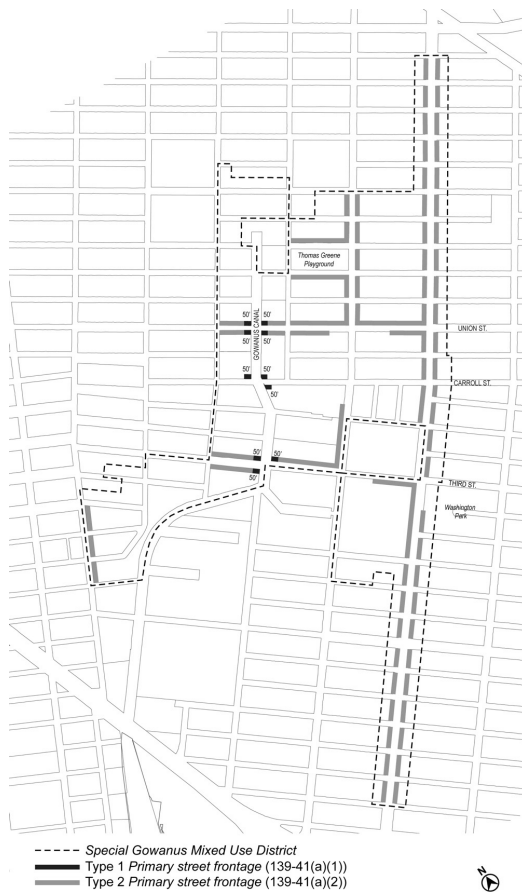 Thomas Greene
Playground
50' 50'
50' 50'
GOWANUS CANAL
UNION ST.
50' 50'
50'
CARROLL ST.
50' 50'
50'
THIRD ST.
Washington
Park
Special Gowanus Mixed Use District
Type 1 Primary street frontage (139-41(a)(1))
Type 2 Primary street frontage (139-41(a)(2))
N